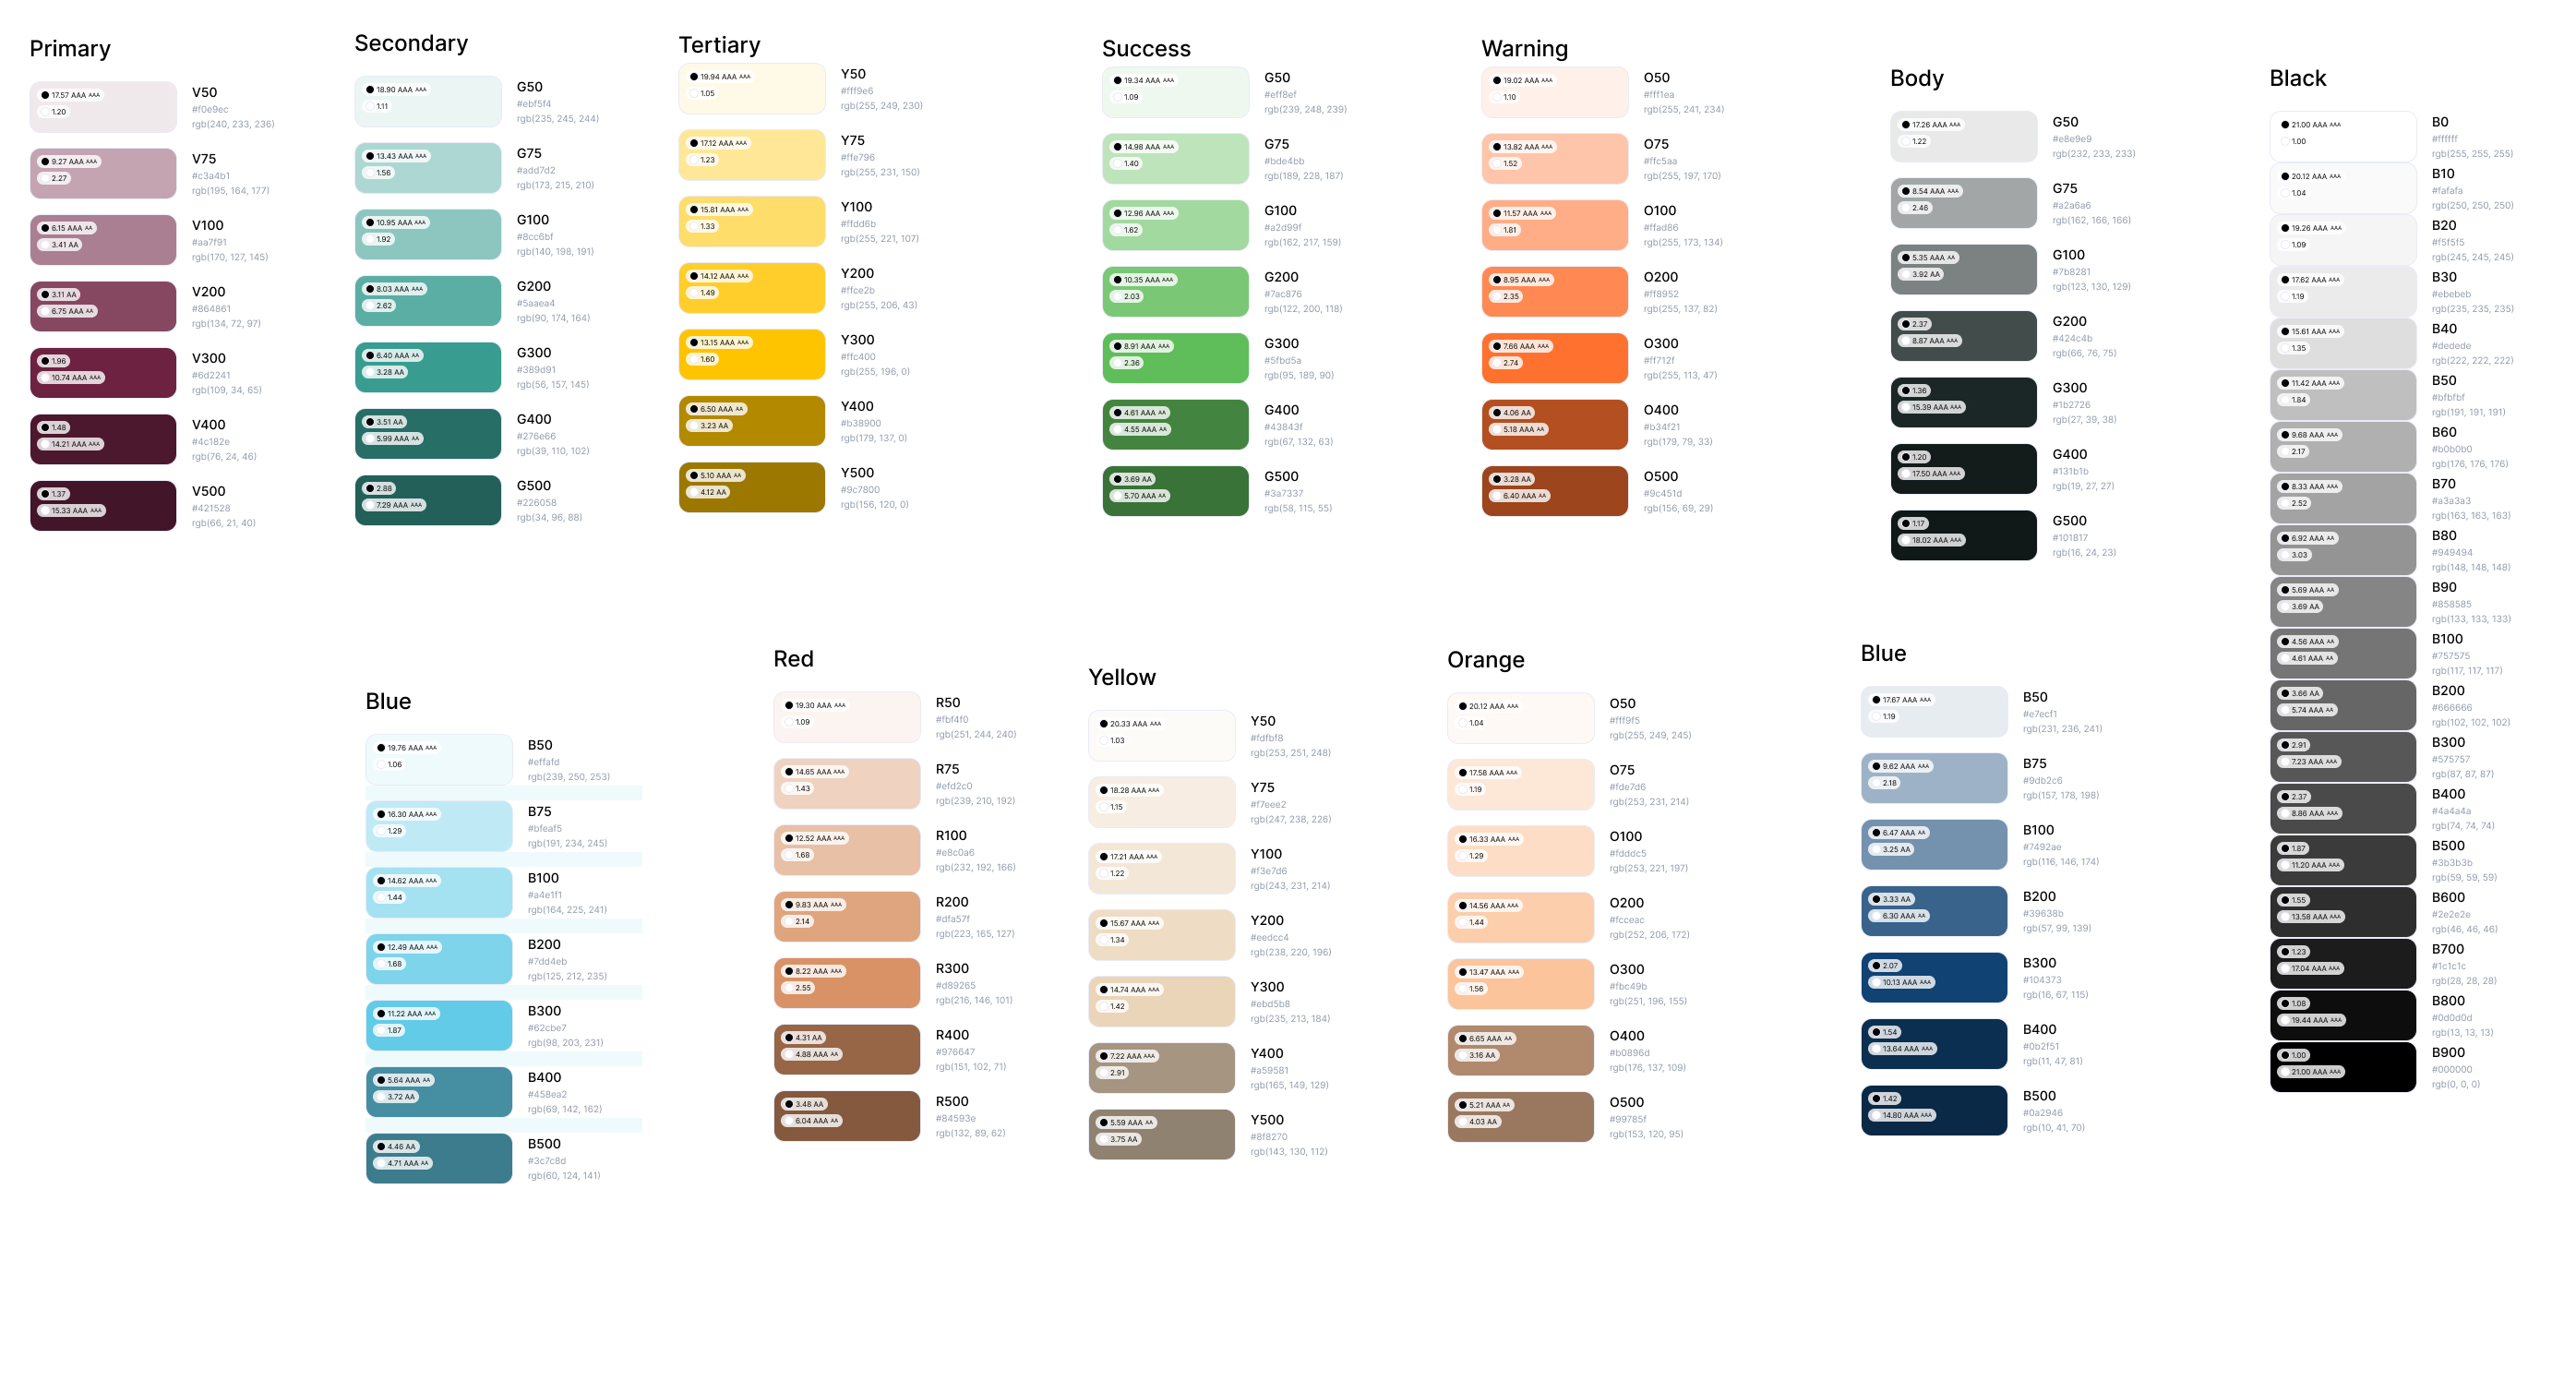 Primary
17.57 AAA AAA
1.20
V50
#f0e9ec
rgb(240, 233, 236)
9.27 AAA AAA
2.27
V75
#c3a4b1
rgb(195, 164, 177)
6.15 AAA AA
3.41 AA
V100
#aa7f91
rgb(170, 127, 145)
3.11 AA
6.75 AAA AA
V200
#864861
rgb(134, 72, 97)
1.96
10.74 AAA AAA
V300
#6d2241
rgb(109, 34, 65)
1.48
14.21 AAA AAA
V400
#4c182e
rgb(76, 24, 46)
1.37
15.33 AAA AAA
V500
#421528
rgb(66, 21, 40)
Secondary
18.90 AAA AAA
1.11
G50
#ebf5f4
rgb(235, 245, 244)
13.43 AAA AAA
1.56
G75
#add7d2
rgb(173, 215, 210)
10.95 AAA AAA
1.92
G100
#8cc6bf
rgb(140, 198, 191)
8.03 AAA AAA
2.62
G200
#5aaea4
rgb(90, 174, 164)
6.40 AAA AA
3.28 AA
G300
#389d91
rgb(56, 157, 145)
3.51 AA
5.99 AAA AA
G400
#276e66
rgb(39, 110, 102)
2.88
7.29 AAA AAA
G500
#226058
rgb(34, 96, 88)
Tertiary
19.94 AAA AAA
1.05
Y50
#fff9e6
rgb(255, 249, 230)
17.12 AAA AAA
1.23
Y75
#ffe796
rgb(255, 231, 150)
15.81 AAA AAA
1.33
Y100
#ffdd6b
rgb(255, 221, 107)
14.12 AAA AAA
1.49
Y200
#ffce2b
rgb(255, 206, 43)
13.15 AAA AAA
1.60
Y300
#ffc400
rgb(255, 196, 0)
6.50 AAA AA
3.23 AA
Y400
#b38900
rgb(179, 137, 0)
5.10 AAA AA
4.12 AA
Y500
#9c7800
rgb(156, 120, 0)
Success
19.34 AAA AAA
1.09
G50
#eff8ef
rgb(239, 248, 239)
14.98 AAA AAA
1.40
G75
#bde4bb
rgb(189, 228, 187)
12.96 AAA AAA
1.62
G100
#a2d99f
rgb(162, 217, 159)
10.35 AAA AAA
2.03
G200
#7ac876
rgb(122, 200, 118)
8.91 AAA AAA
2.36
G300
#5fbd5a
rgb(95, 189, 90)
4.61 AAA AA
4.55 AAA AA
G400
#43843f
rgb(67, 132, 63)
3.69 AA
5.70 AAA AA
G500
#3a7337
rgb(58, 115, 55)
Warning
19.02 AAA AAA
1.10
O50
#fff1ea
rgb(255, 241, 234)
13.82 AAA AAA
1.52
O75
#ffc5aa
rgb(255, 197, 170)
11.57 AAA AAA
1.81
O100
#ffad86
rgb(255, 173, 134)
8.95 AAA AAA
2.35
O200
#ff8952
rgb(255, 137, 82)
7.66 AAA AAA
2.74
O300
#ff712f
rgb(255, 113, 47)
4.06 AA
5.18 AAA AA
O400
#b34f21
rgb(179, 79, 33)
3.28 AA
6.40 AAA AA
O500
#9c451d
rgb(156, 69, 29)
Body
17.26 AAA AAA
1.22
G50
#e8e9e9
rgb(232, 233, 233)
8.54 AAA AAA
2.46
G75
#a2a6a6
rgb(162, 166, 166)
5.35 AAA AA
3.92 AA
G100
#7b8281
rgb(123, 130, 129)
2.37
8.87 AAA AAA
G200
#424c4b
rgb(66, 76, 75)
1.36
15.39 AAA AAA
G300
#1b2726
rgb(27, 39, 38)
1.20
17.50 AAA AAA
G400
#131b1b
rgb(19, 27, 27)
1.17
18.02 AAA AAA
G500
#101817
rgb(16, 24, 23)
Black
21.00 AAA AAA
1.00
B0
#ffffff
rgb(255, 255, 255)
20.12 AAA AAA
1.04
B10
#fafafa
rgb(250, 250, 250)
19.26 AAA AAA
1.09
B20
#f5f5f5
rgb(245, 245, 245)
17.62 AAA AAA
1.19
B30
#ebebeb
rgb(235, 235, 235)
15.61 AAA AAA
1.35
B40
#dedede
rgb(222, 222, 222)
11.42 AAA AAA
1.84
B50
#bfbfbf
rgb(191, 191, 191)
9.68 AAA AAA
2.17
B60
#b0b0b0
rgb(176, 176, 176)
8.33 AAA AAA
2.52
B70
#a3a3a3
rgb(163, 163, 163)
6.92 AAA AA
3.03
B80
#949494
rgb(148, 148, 148)
5.69 AAA AA
3.69 AA
B90
#858585
rgb(133, 133, 133)
4.56 AAA AA
4.61 AAA AA
B100
#757575
rgb(117, 117, 117)
3.66 AA
5.74 AAA AA
B200
#666666
rgb(102, 102, 102)
2.91
7.23 AAA AAA
B300
#575757
rgb(87, 87, 87)
2.37
8.86 AAA AAA
B400
#4a4a4a
rgb(74, 74, 74)
1.87
11.20 AAA AAA
B500
#3b3b3b
rgb(59, 59, 59)
1.55
13.58 AAA AAA
B600
#2e2e2e
rgb(46, 46, 46)
1.23
17.04 AAA AAA
B700
#1c1c1c
rgb(28, 28, 28)
1.08
19.44 AAA AAA
B800
#0d0d0d
rgb(13, 13, 13)
1.00
21.00 AAA AAA
B900
#000000
rgb(0, 0, 0)
Blue
19.76 AAA AAA
1.06
B50
#effafd
rgb(239, 250, 253)
16.30 AAA AAA
1.29
B75
#bfeaf5
rgb(191, 234, 245)
14.62 AAA AAA
1.44
B100
#a4e1f1
rgb(164, 225, 241)
12.49 AAA AAA
1.68
B200
#7dd4eb
rgb(125, 212, 235)
11.22 AAA AAA
1.87
B300
#62cbe7
rgb(98, 203, 231)
5.64 AAA AA
3.72 AA
B400
#458ea2
rgb(69, 142, 162)
4.46 AA
4.71 AAA AA
B500
#3c7c8d
rgb(60, 124, 141)
Red
19.30 AAA AAA
1.09
R50
#fbf4f0
rgb(251, 244, 240)
14.65 AAA AAA
1.43
R75
#efd2c0
rgb(239, 210, 192)
12.52 AAA AAA
1.68
R100
#e8c0a6
rgb(232, 192, 166)
9.83 AAA AAA
2.14
R200
#dfa57f
rgb(223, 165, 127)
8.22 AAA AAA
2.55
R300
#d89265
rgb(216, 146, 101)
4.31 AA
4.88 AAA AA
R400
#976647
rgb(151, 102, 71)
3.48 AA
6.04 AAA AA
R500
#84593e
rgb(132, 89, 62)
Yellow
20.33 AAA AAA
1.03
Y50
#fdfbf8
rgb(253, 251, 248)
18.28 AAA AAA
1.15
Y75
#f7eee2
rgb(247, 238, 226)
17.21 AAA AAA
1.22
Y100
#f3e7d6
rgb(243, 231, 214)
15.67 AAA AAA
1.34
Y200
#eedcc4
rgb(238, 220, 196)
14.74 AAA AAA
1.42
Y300
#ebd5b8
rgb(235, 213, 184)
7.22 AAA AAA
2.91
Y400
#a59581
rgb(165, 149, 129)
5.59 AAA AA
3.75 AA
Y500
#8f8270
rgb(143, 130, 112)
Orange
20.12 AAA AAA
1.04
O50
#fff9f5
rgb(255, 249, 245)
17.58 AAA AAA
1.19
O75
#fde7d6
rgb(253, 231, 214)
16.33 AAA AAA
1.29
O100
#fdddc5
rgb(253, 221, 197)
14.56 AAA AAA
1.44
O200
#fcceac
rgb(252, 206, 172)
13.47 AAA AAA
1.56
O300
#fbc49b
rgb(251, 196, 155)
6.65 AAA AA
3.16 AA
O400
#b0896d
rgb(176, 137, 109)
5.21 AAA AA
4.03 AA
O500
#99785f
rgb(153, 120, 95)
Blue
17.67 AAA AAA
1.19
B50
#e7ecf1
rgb(231, 236, 241)
9.62 AAA AAA
2.18
B75
#9db2c6
rgb(157, 178, 198)
6.47 AAA AA
3.25 AA
B100
#7492ae
rgb(116, 146, 174)
3.33 AA
6.30 AAA AA
B200
#39638b
rgb(57, 99, 139)
2.07
10.13 AAA AAA
B300
#104373
rgb(16, 67, 115)
1.54
13.64 AAA AAA
B400
#0b2f51
rgb(11, 47, 81)
1.42
14.80 AAA AAA
B500
#0a2946
rgb(10, 41, 70)